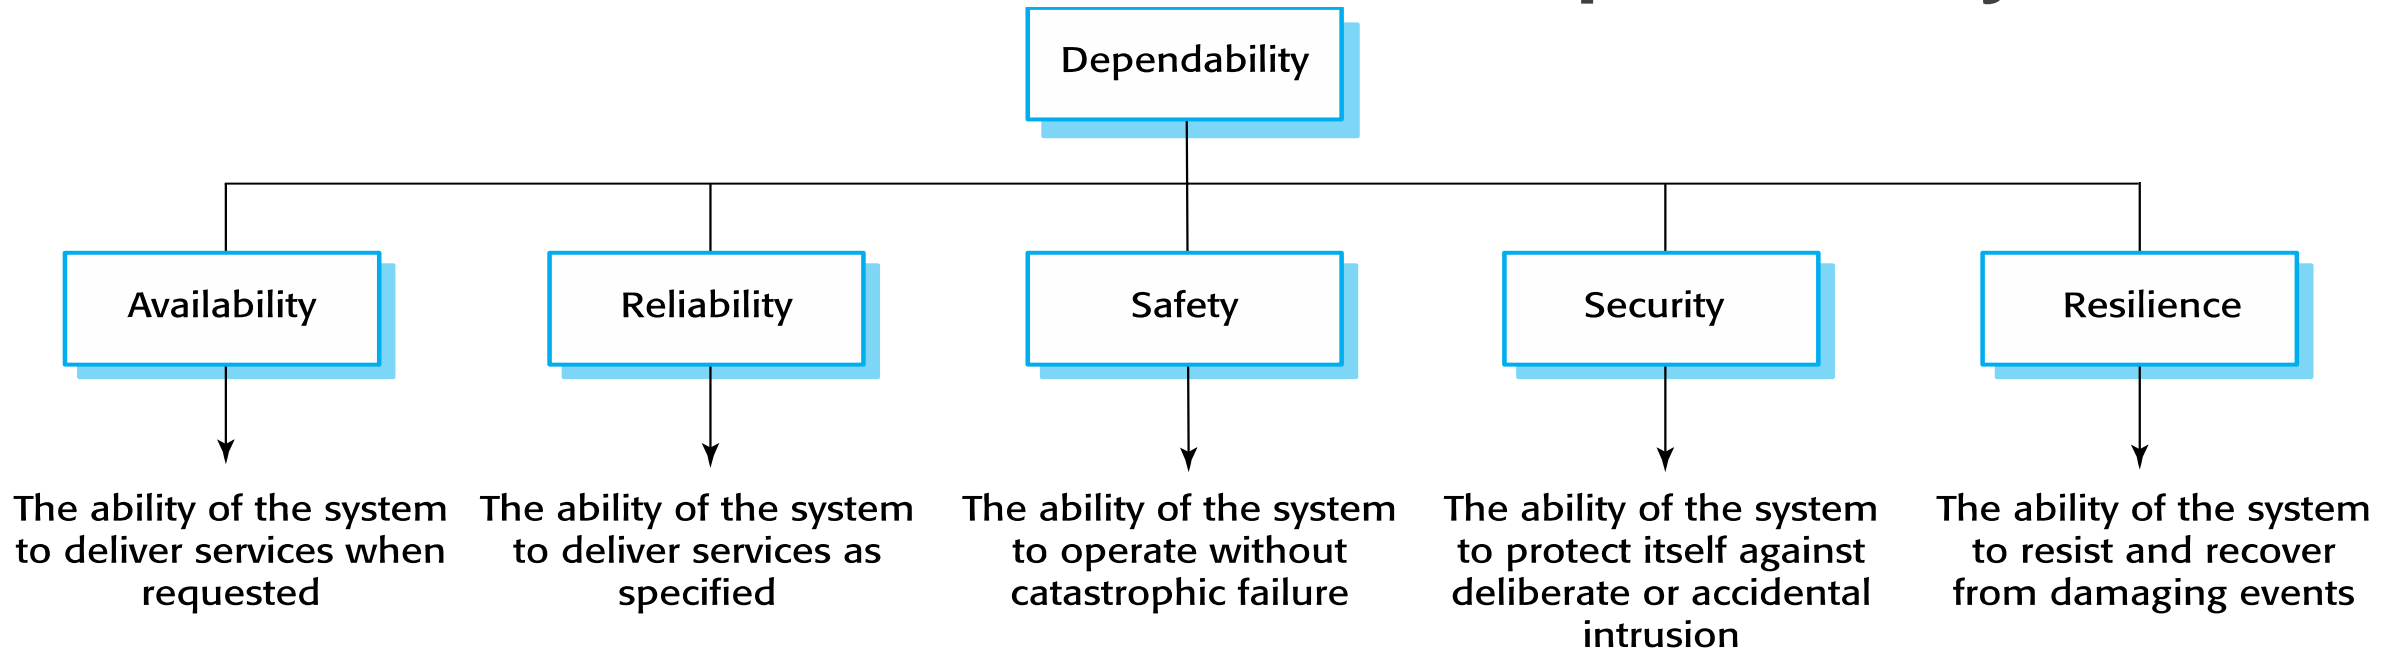 Dependability
Availability
Reliability
Safety
Security
Resilience
The ability of the system
to deliver services when
requested
The ability of the system
to deliver services as
specified
The ability of the system
to operate without
catastrophic failure
The ability of the system
to protect itself against
deliberate or accidental
intrusion
The ability of the system
to resist and recover
from damaging events